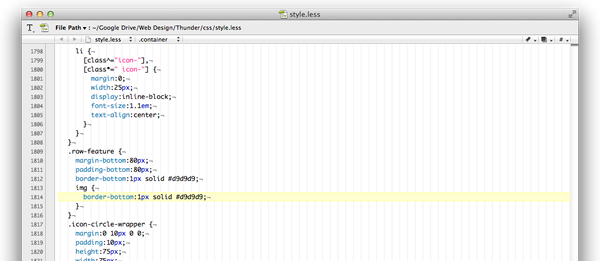 style.less
File Path ▾ : ~/Google Drive/Web Design/Thunder/css/style.less
style.less .container
1798 li {¬
1799 [class^="icon-"],¬
1800 [class*=" icon-"] {¬
1801 margin:0;¬
1802 width:25px;¬
1803 display:inline-block;¬
1804 font-size:1.1em;¬
1805 text-align:center;¬
1806 }¬
1807 }¬
1808 }¬
1809 .row-feature {¬
1810 margin-bottom:80px;¬
1811 padding-bottom:80px;¬
1812 border-bottom:1px solid #d9d9d9;¬
1813 img {¬
1814 border-bottom:1px solid #d9d9d9;¬
1815 }¬
1816 }¬
1817 .icon-circle-wrapper {¬
1818 margin:0 10px 0 0;¬
1819 padding:10px;¬
1820 height:75px;¬
1821 width:75px;¬